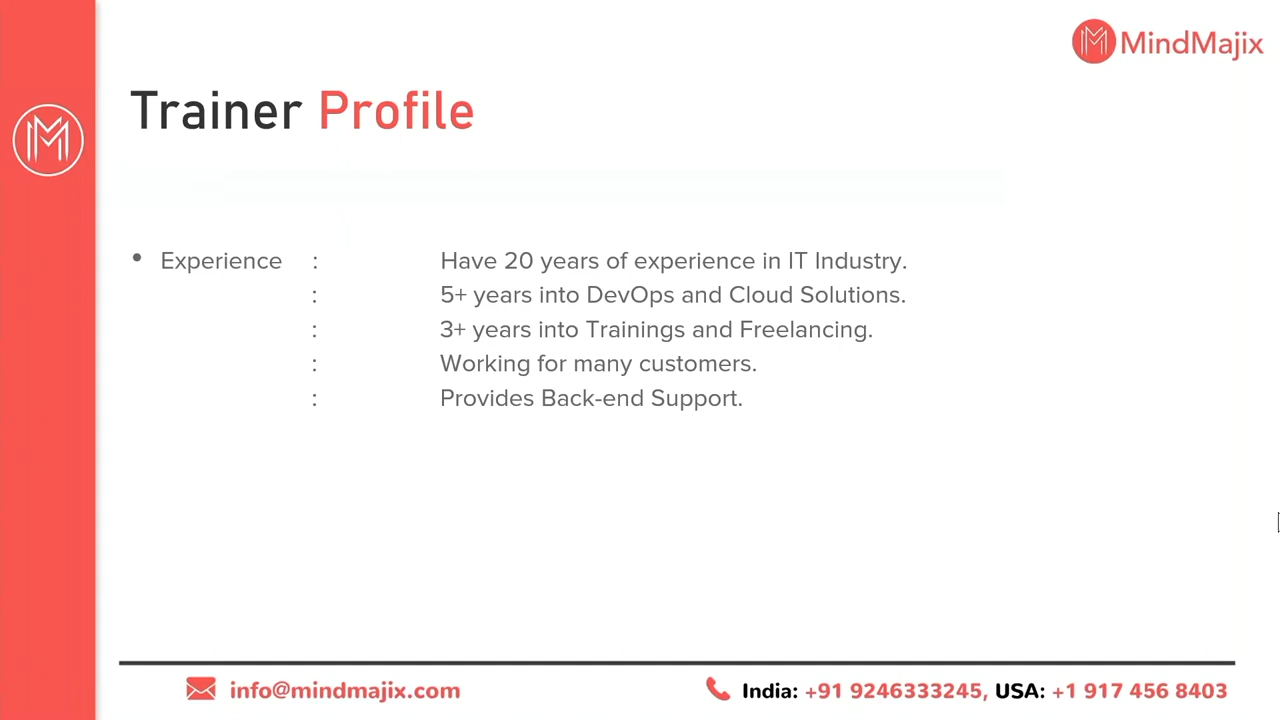 MindMajix
Trainer Profile
• Experience : Have 20 years of experience in IT Industry.
: 5+ years into DevOps and Cloud Solutions.
: 3+ years into Trainings and Freelancing.
: Working for many customers.
: Provides Back-end Support.
info@mindmajix.com India: +91 9246333245, USA: +1 917 456 8403